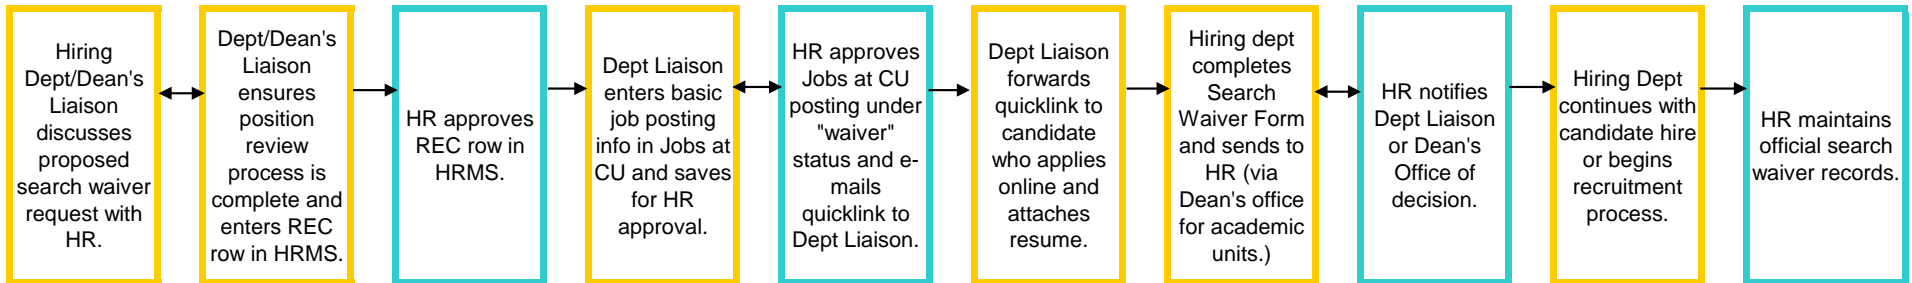 Hiring
Dept/Dean's
Liaison
discusses
proposed
search waiver
request with
HR.
Dept/Dean's
Liaison
ensures
position
review
process is
complete and
enters REC
row in HRMS.
HR approves
REC row in
HRMS.
Dept Liaison
enters basic
job posting
info in Jobs at
CU and saves
for HR
approval.
HR approves
Jobs at CU
posting under
"waiver"
status and e-
mails
quicklink to
Dept Liaison.
Dept Liaison
forwards
quicklink to
candidate
who applies
online and
attaches
resume.
Hiring dept
completes
Search
Waiver Form
and sends to
HR (via
Dean's office
for academic
units.)
HR notifies
Dept Liaison
or Dean's
Office of
decision.
Hiring Dept
continues with
candidate hire
or begins
recruitment
process.
HR maintains
official search
waiver records.